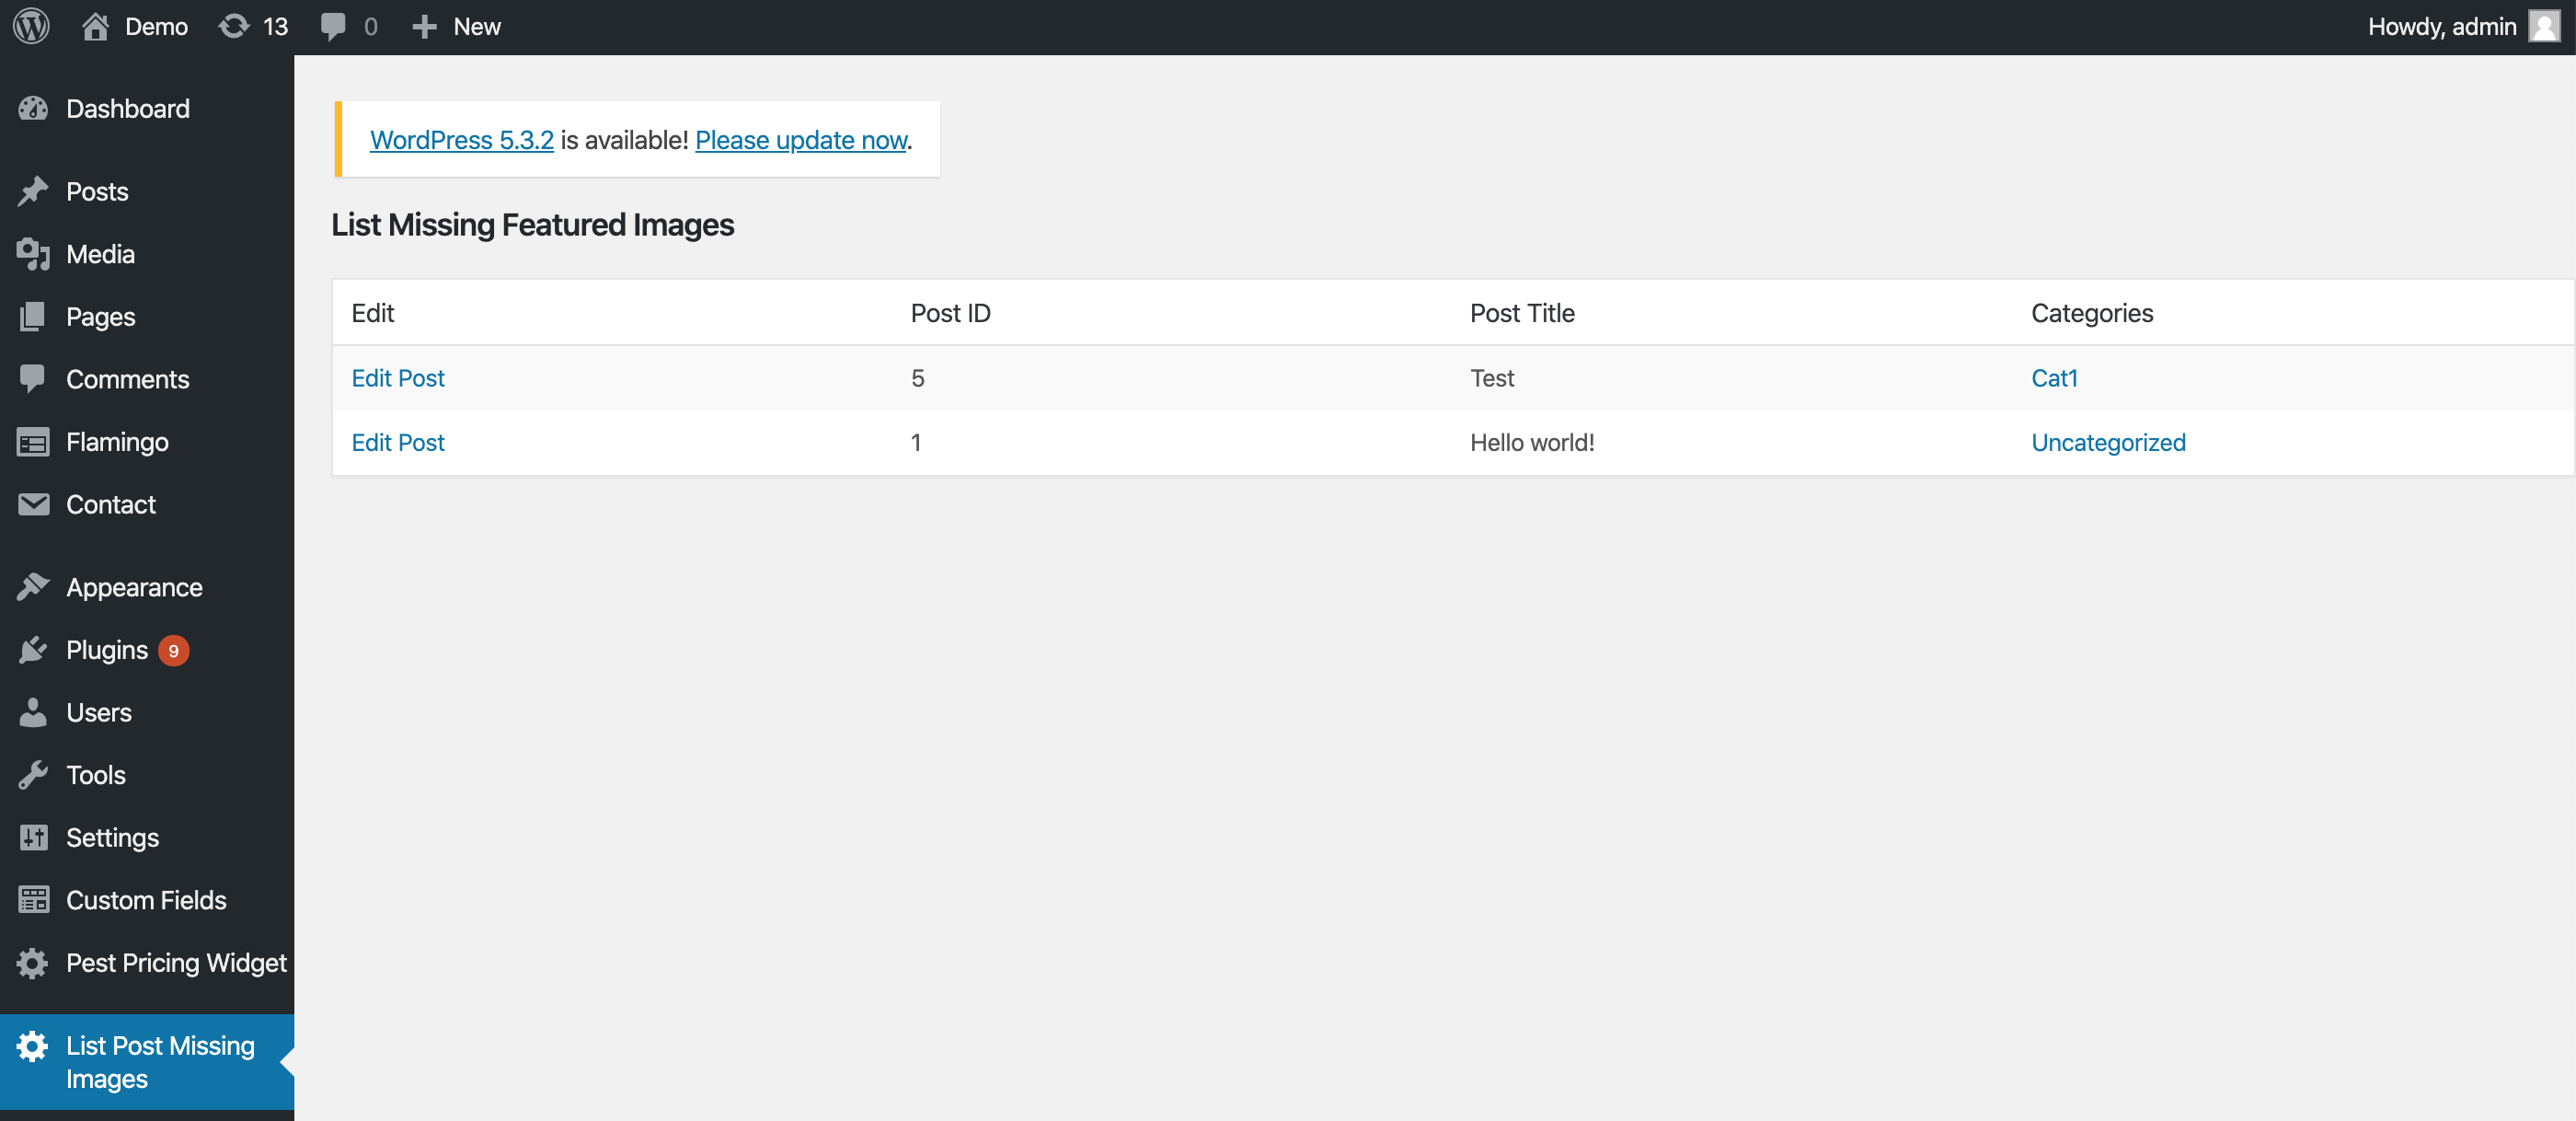 Demo 13 0 New Howdy, admin
Dashboard
Posts
Media
Pages
Comments
Flamingo
Contact
Appearance
Plugins 9
Users
Tools
Settings
Custom Fields
Pest Pricing Widget
List Post Missing
Images
WordPress 5.3.2 is available! Please update now.
List Missing Featured Images
Edit Post ID Post Title Categories
Edit Post 5 Test Cat1
Edit Post 1 Hello world! Uncategorized